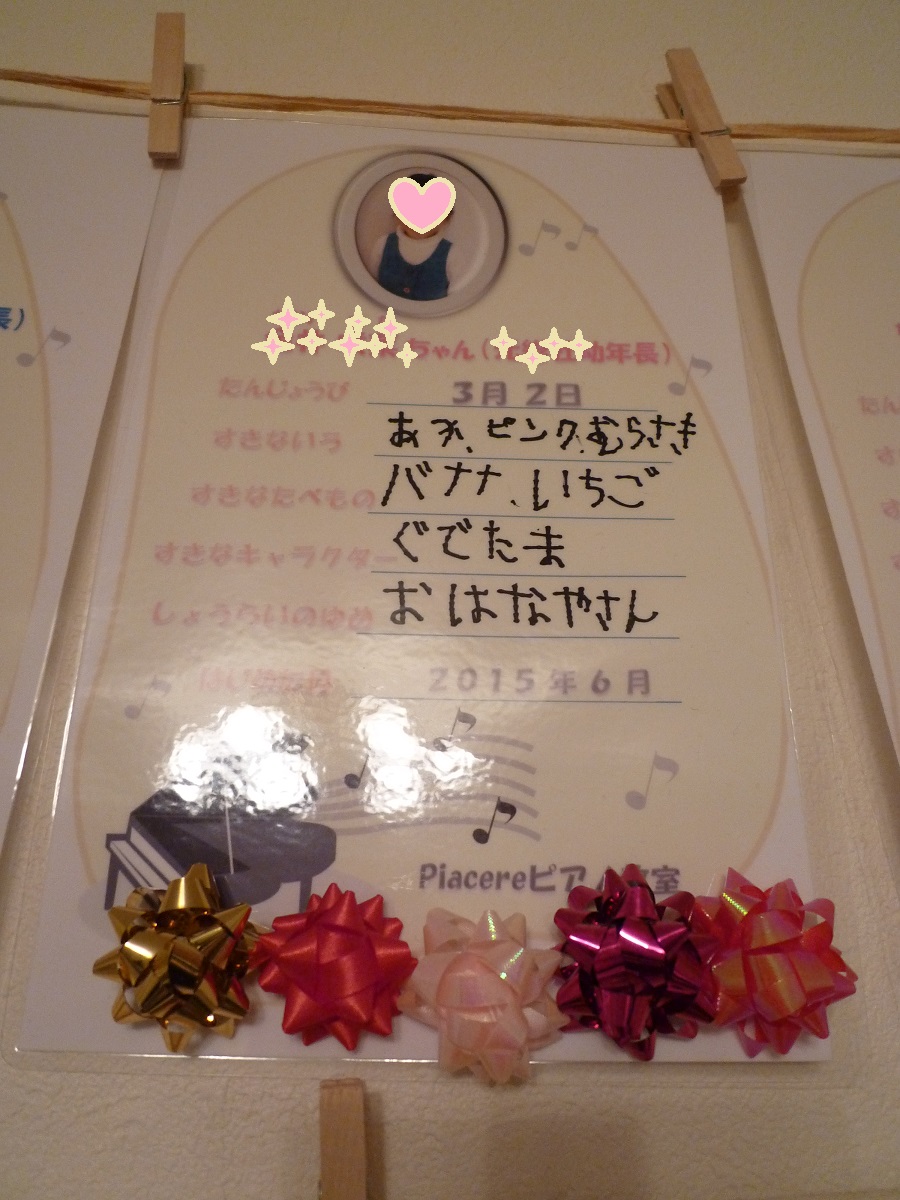 長)
ちゃん(
幼年長)
たんじょうび 3月2日
すきないろ あか、ピンク、むらさき
すきなたべもの バナナ、いちご
すきなキャラクター ぐでたま
しょうらいのゆめ おはなやさん
2015年6月
Piacereピアノ教室